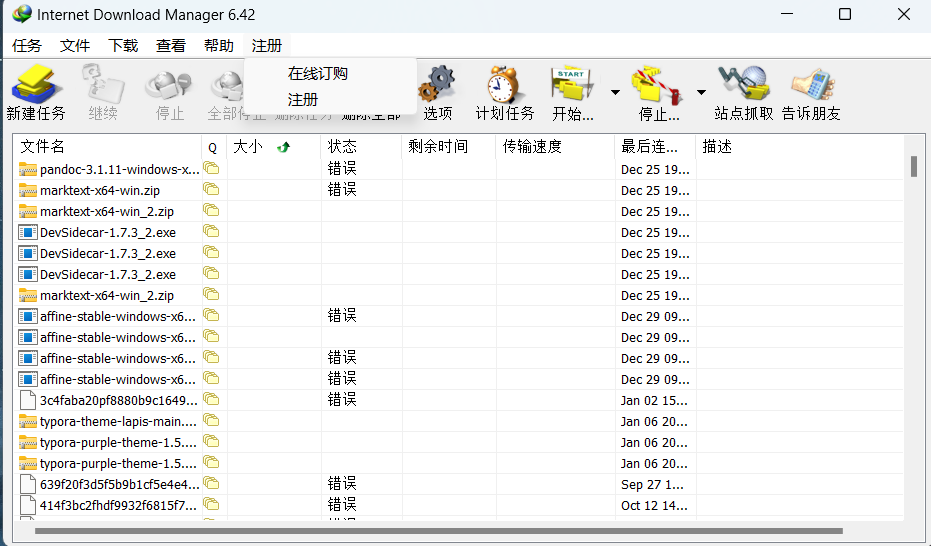 Internet Download Manager 6.42
任务 文件 下载 查看 帮助 注册
在线订购
注册
新建任务 继续 停止 全部停止 删除任务 删除全部 选项 计划任务 START 开始... 停止... 站点抓取 告诉朋友
文件名 Q 大小 状态 剩余时间 传输速度 最后连... 描述
pandoc-3.1.11-windows-x... 错误 Dec 25 19...
marktext-x64-win.zip 错误 Dec 25 19...
marktext-x64-win_2.zip Dec 25 19...
DevSidecar-1.7.3_2.exe Dec 25 19...
DevSidecar-1.7.3_2.exe Dec 25 19...
DevSidecar-1.7.3_2.exe Dec 25 19...
marktext-x64-win_2.zip Dec 25 19...
affine-stable-windows-x6... 错误 Dec 29 09...
affine-stable-windows-x6... Dec 29 09...
affine-stable-windows-x6... 错误 Dec 29 09...
affine-stable-windows-x6... 错误 Dec 29 09...
3c4faba20pf8880b9c1649... 错误 Jan 02 15...
typora-theme-lapis-main.... Jan 06 20...
typora-purple-theme-1.5.... Jan 06 20...
typora-purple-theme-1.5.... Jan 06 20...
639f20f3d5f5b9b1cf5e4e4... 错误 Sep 27 1...
414f3bc2fhdf9932f6815f7... 错误 Oct 12 14...